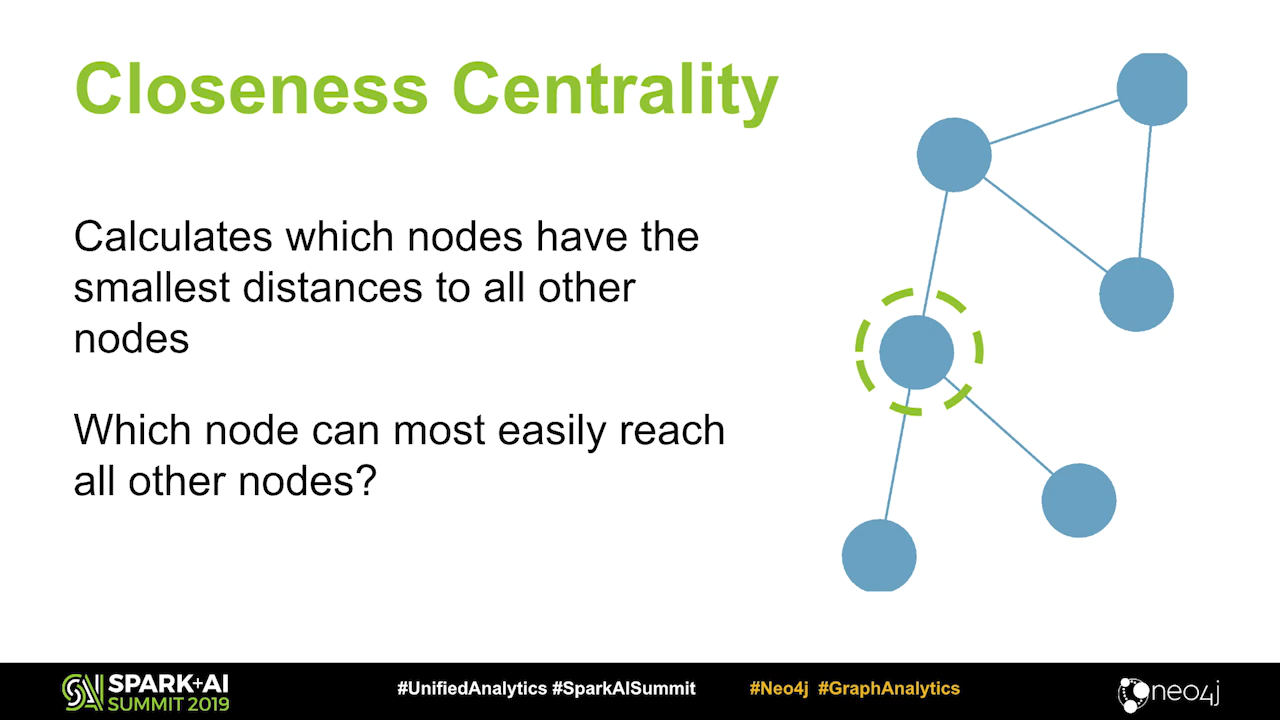 Closeness Centrality
Calculates which nodes have the
smallest distances to all other
nodes
Which node can most easily reach
all other nodes?
SPARK+AI
SUMMIT 2019
#UnifiedAnalytics #SparkAISummit
#Neo4j #GraphAnalytics
neo4j